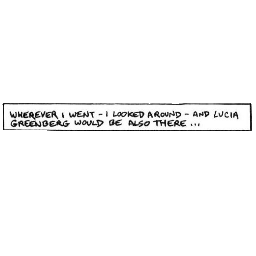 WHEREVER I WENT - I LOOKED AROUND - AND LUCIA
GREENBERG WOULD BE ALSO THERE ...